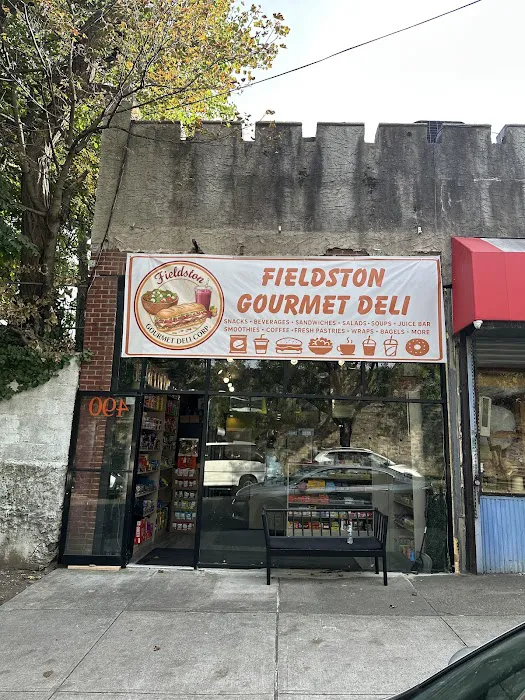 Fieldston
GOURMET DELI CORP
FIELDSTON
GOURMET DELI
SNACKS • BEVERAGES • SANDWICHES • SALADS • SOUPS • JUICE BAR
SMOOTHIES • COFFEE • FRESH PASTRIES • WRAPS • BAGELS • MORE
490